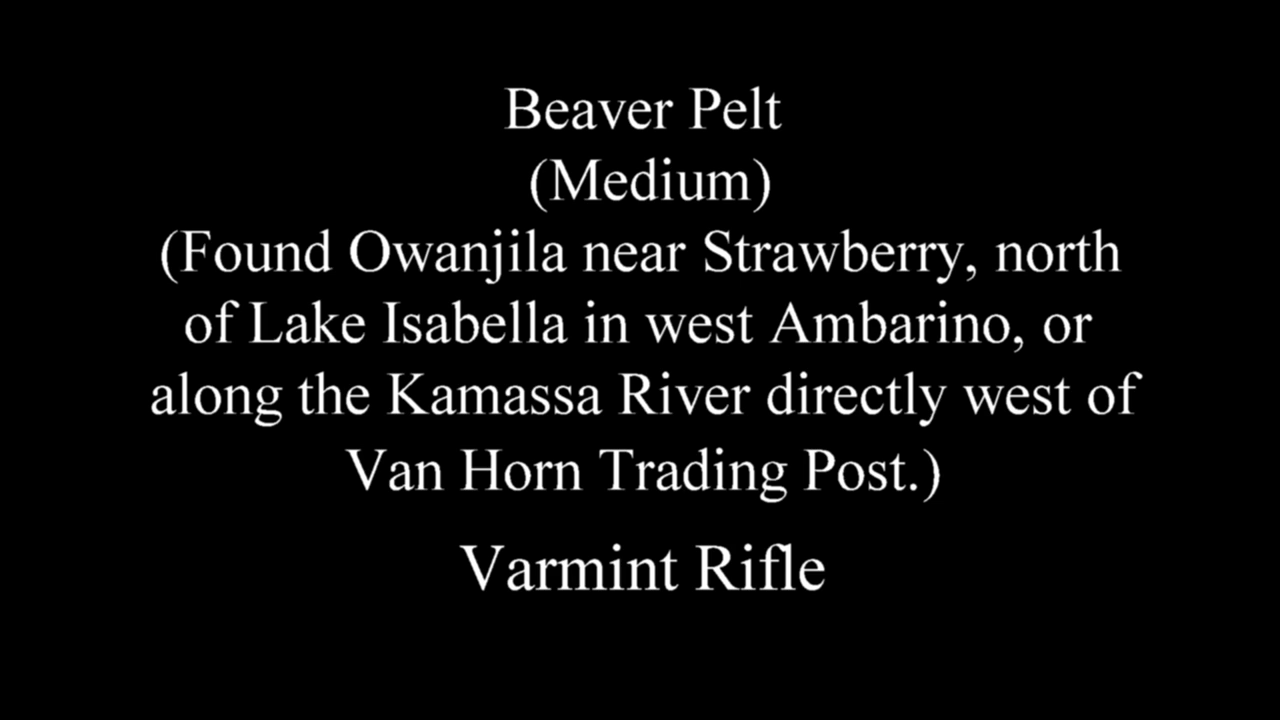 Beaver Pelt
(Medium)
(Found Owanjila near Strawberry, north
of Lake Isabella in west Ambarino, or
along the Kamassa River directly west of
Van Horn Trading Post.)
Varmint Rifle